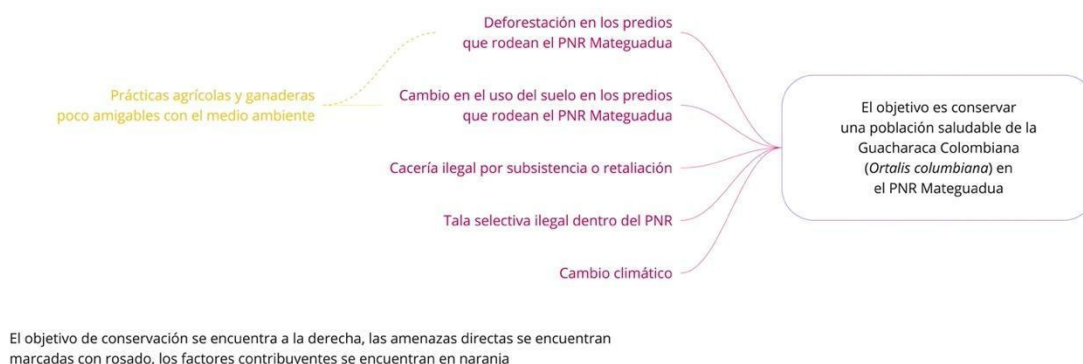 Deforestación en los predios
que rodean el PNR Mateguadua
Prácticas agrícolas y ganaderas
poco amigables con el medio ambiente
Cambio en el uso del suelo en los predios
que rodean el PNR Mateguadua
Cacería ilegal por subsistencia o retaliación
Tala selectiva ilegal dentro del PNR
Cambio climático
El objetivo es conservar
una población saludable de la
Guacharaca Colombiana
(Ortalis columbiana) en
el PNR Mateguadua
El objetivo de conservación se encuentra a la derecha, las amenazas directas se encuentran
marcadas con rosado, los factores contribuyentes se encuentran en naranja